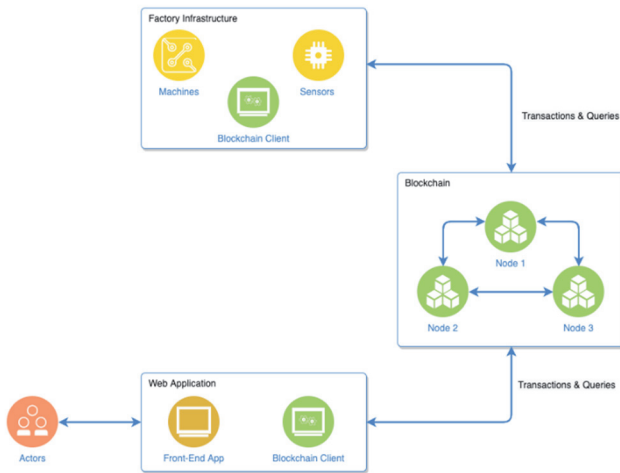 Factory Infrastructure
Machines
Sensors
Blockchain Client
Transactions & Queries
Blockchain
Node 1
Node 2
Node 3
Transactions & Queries
Web Application
Actors
Front-End App
Blockchain Client